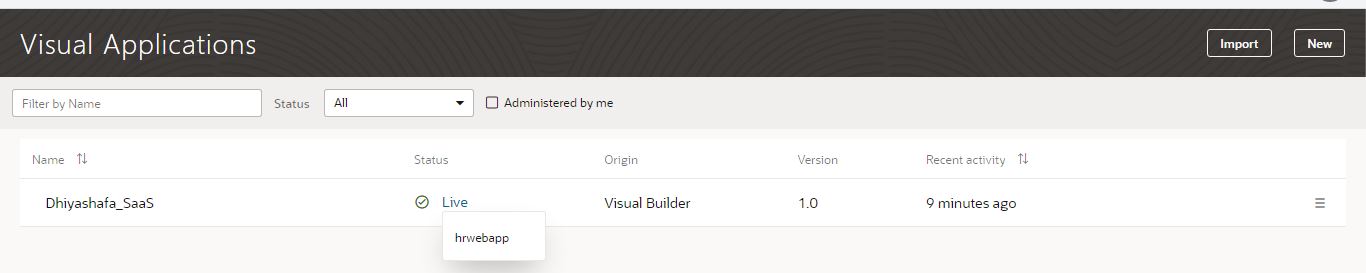 Visual Applications
Import
New
Filter by Name
Status
All
Administered by me
Name
Status
Origin
Version
Recent activity
Dhiyashafa_SaaS
Live
Visual Builder
1.0
9 minutes ago
hrwebapp